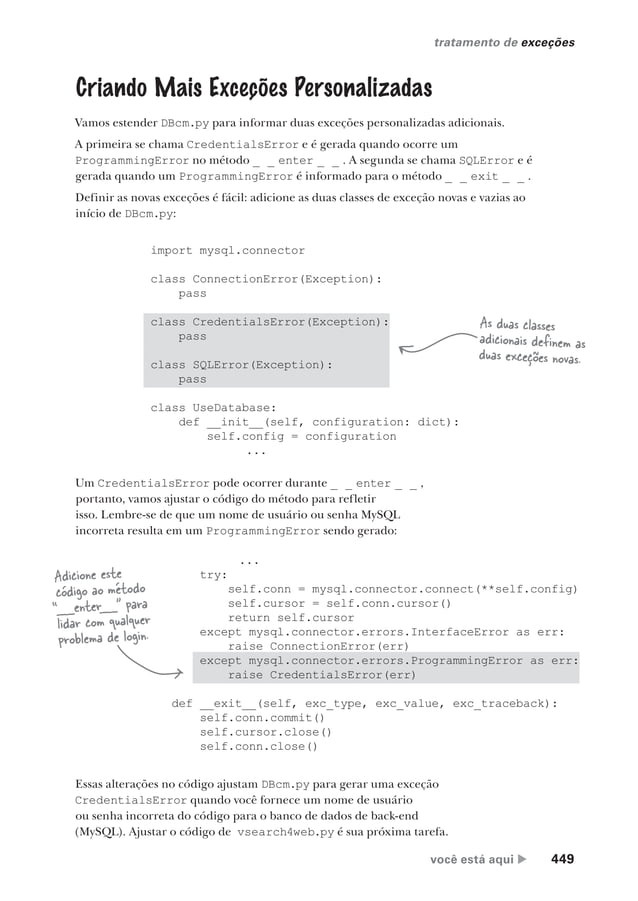 tratamento de exceções
Criando Mais Exceções Personalizadas
Vamos estender DBcm.py para informar duas exceções personalizadas adicionais.
A primeira se chama CredentialsError e é gerada quando ocorre um
ProgrammingError no método _ _ enter _ _ . A segunda se chama SQLError e é
gerada quando um ProgrammingError é informado para o método _ _ exit _ _ .
Definir as novas exceções é fácil: adicione as duas classes de exceção novas e vazias ao
início de DBcm.py:
import mysql.connector
class ConnectionError(Exception):
    pass
class CredentialsError(Exception):
    pass
class SQLError(Exception):
    pass
As duas classes
adicionais definem as
duas exceções novas.
class UseDatabase:
    def __init__(self, configuration: dict):
        self.config = configuration
            ...
Um CredentialsError pode ocorrer durante _ _ enter _ _ ,
portanto, vamos ajustar o código do método para refletir
isso. Lembre-se de que um nome de usuário ou senha MySQL
incorreta resulta em um ProgrammingError sendo gerado:
Adicione este
código ao método
"__enter__" para
lidar com qualquer
problema de login.
            ...
        try:
            self.conn = mysql.connector.connect(**self.config)
            self.cursor = self.conn.cursor()
            return self.cursor
        except mysql.connector.errors.InterfaceError as err:
            raise ConnectionError(err)
        except mysql.connector.errors.ProgrammingError as err:
            raise CredentialsError(err)
    def __exit__(self, exc_type, exc_value, exc_traceback):
        self.conn.commit()
        self.cursor.close()
        self.conn.close()
Essas alterações no código ajustam DBcm.py para gerar uma exceção
CredentialsError quando você fornece um nome de usuário
ou senha incorreta do código para o banco de dados de back-end
(MySQL). Ajustar o código de vsearch4web.py é sua próxima tarefa.
você está aqui ▶ 449